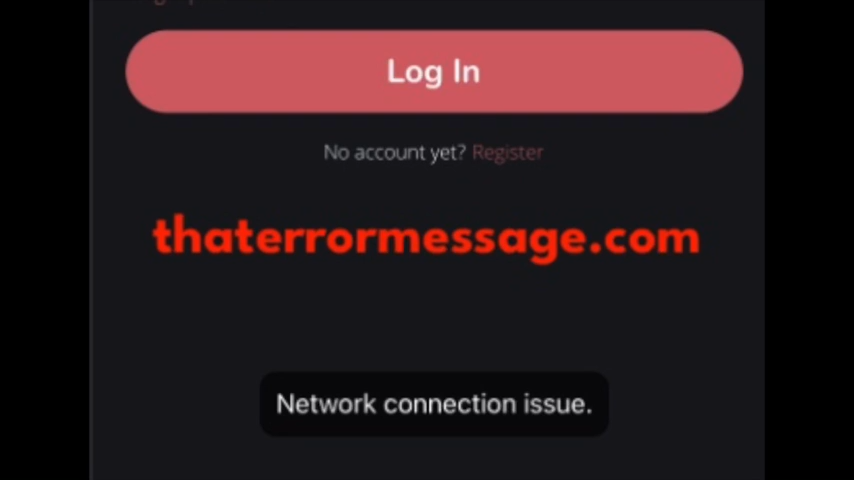 Log In
No account yet? Register
thaterrormessage.com
Network connection issue.